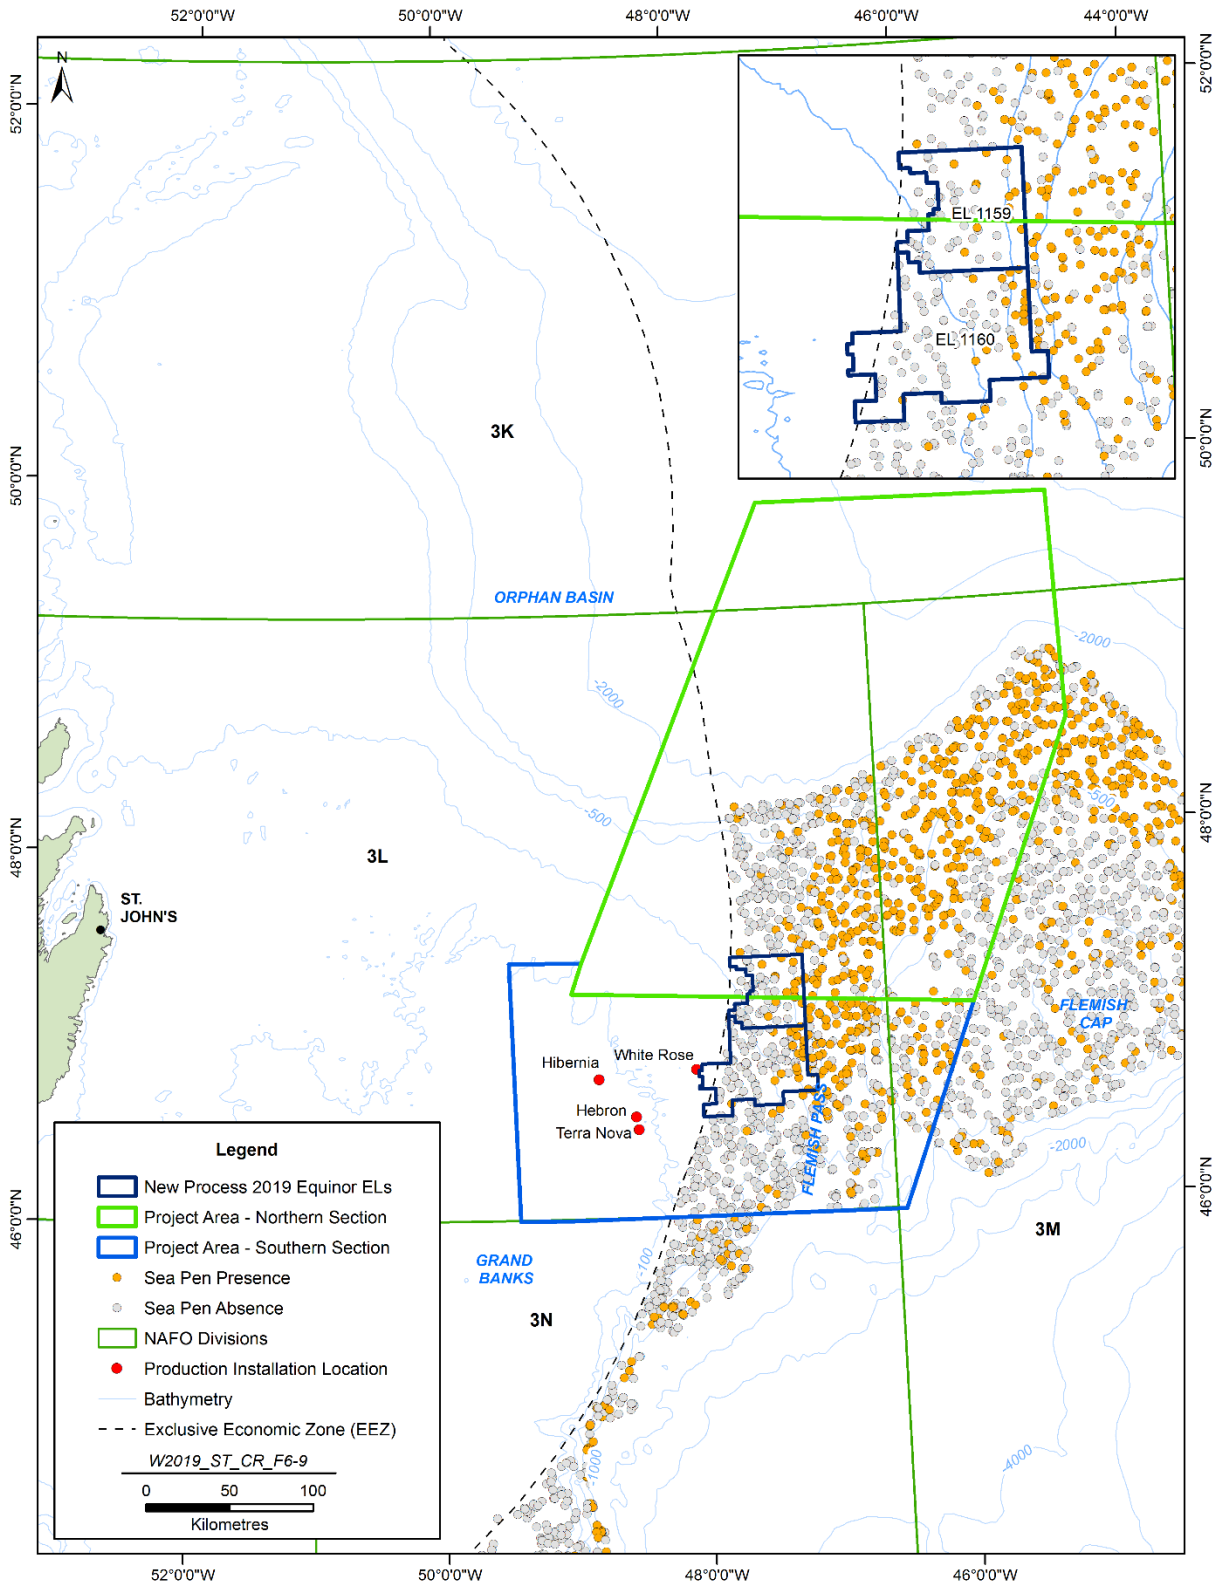 52°0'0"W 50°0'0"W 48°0'0"W 46°0'0"W 44°0'0"W
N
52°0'0"N
52°0'0"N
EL 1159
EL 1160
3K
50°0'0"N
50°0'0"N
ORPHAN BASIN
-2000
-2000
-500
-500
48°0'0"N
48°0'0"N
3L
ST.
JOHN'S
FLEMISH
CAP
Hibernia
White Rose
Hebron
Terra Nova
FLEMISH PASS
-2000
46°0'0"N
46°0'0"N
3M
GRAND
BANKS
-100
3N
-1000
-4000
Legend
New Process 2019 Equinor ELs
Project Area - Northern Section
Project Area - Southern Section
Sea Pen Presence
Sea Pen Absence
NAFO Divisions
Production Installation Location
Bathymetry
Exclusive Economic Zone (EEZ)
W2019_ST_CR_F6-9
0 50 100
Kilometres
52°0'0"W 50°0'0"W 48°0'0"W 46°0'0"W